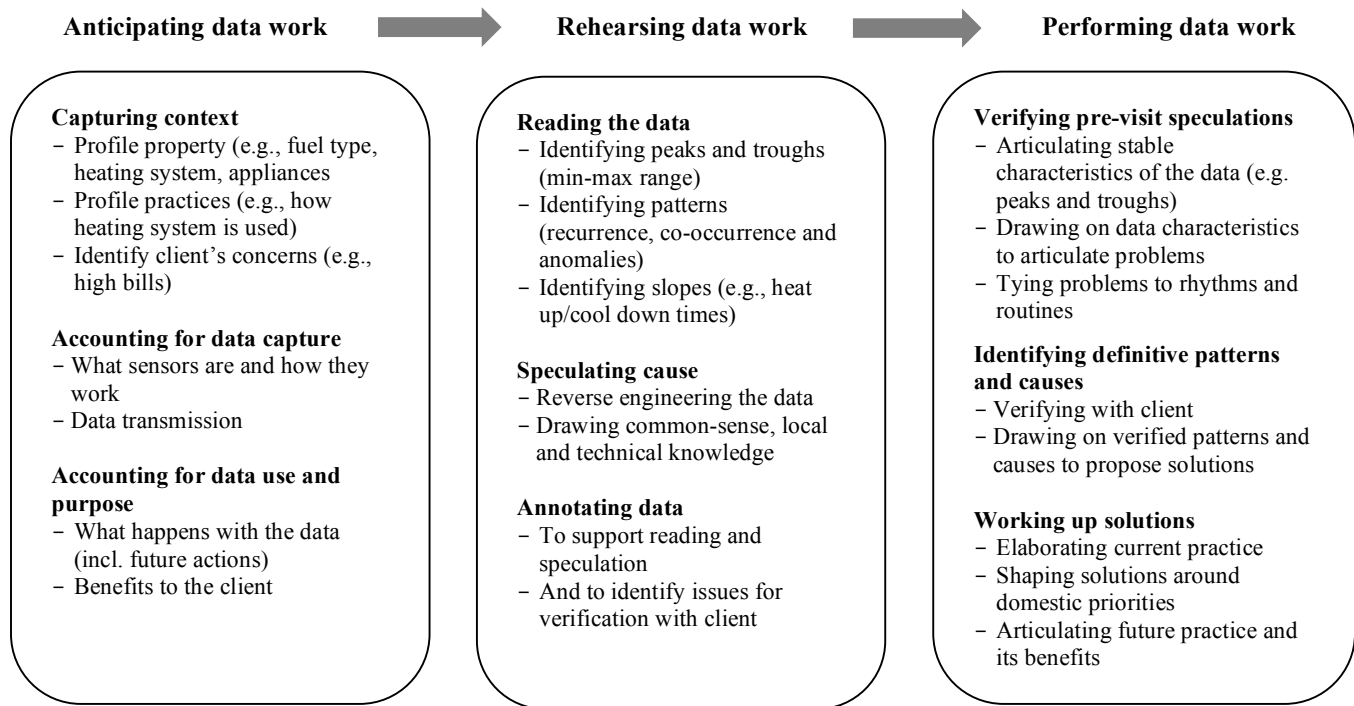 Anticipating data work
Rehearsing data work
Performing data work
Capturing context
– Profile property (e.g., fuel type,
heating system, appliances
– Profile practices (e.g., how
heating system is used)
– Identify client’s concerns (e.g.,
high bills)
Accounting for data capture
– What sensors are and how they
work
– Data transmission
Accounting for data use and
purpose
– What happens with the data
(incl. future actions)
– Benefits to the client
Reading the data
– Identifying peaks and troughs
(min-max range)
– Identifying patterns
(recurrence, co-occurrence and
anomalies)
– Identifying slopes (e.g., heat
up/cool down times)
Speculating cause
– Reverse engineering the data
– Drawing common-sense, local
and technical knowledge
Annotating data
– To support reading and
speculation
– And to identify issues for
verification with client
Verifying pre-visit speculations
– Articulating stable
characteristics of the data (e.g.
peaks and troughs)
– Drawing on data characteristics
to articulate problems
– Tying problems to rhythms and
routines
Identifying definitive patterns
and causes
– Verifying with client
– Drawing on verified patterns and
causes to propose solutions
Working up solutions
– Elaborating current practice
– Shaping solutions around
domestic priorities
– Articulating future practice and
its benefits